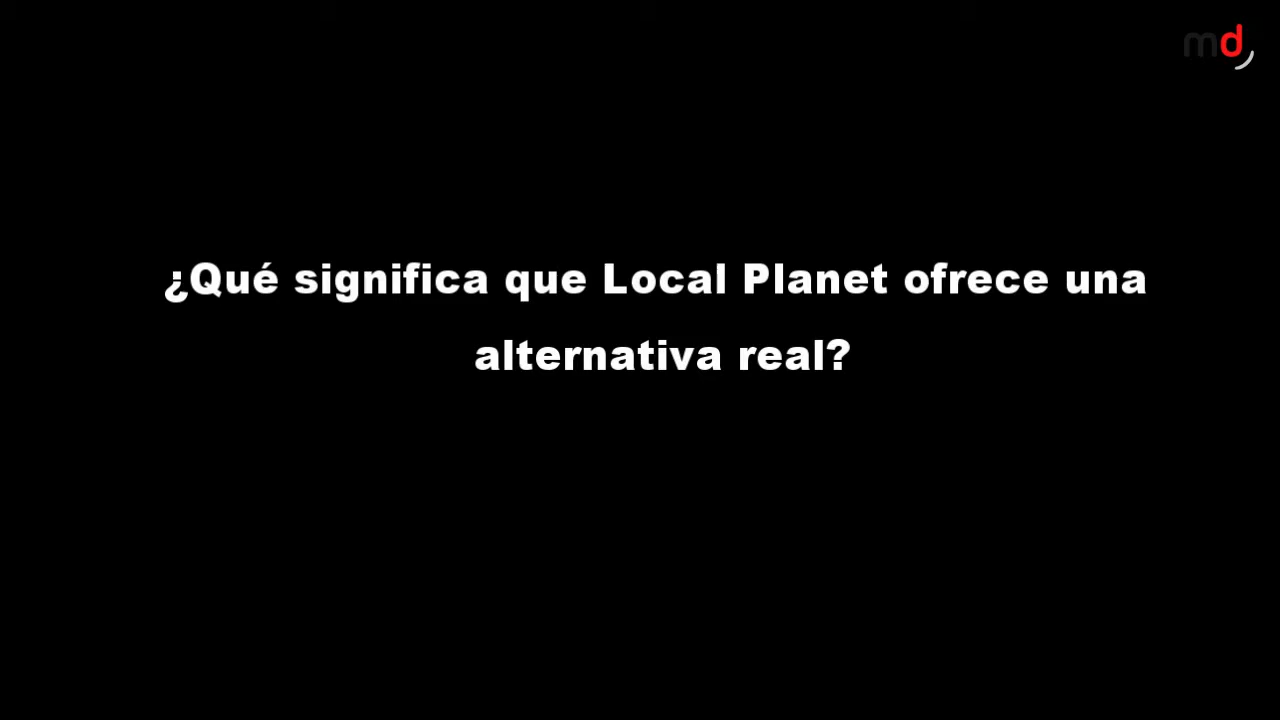 md
¿Qué significa que Local Planet ofrece una
alternativa real?